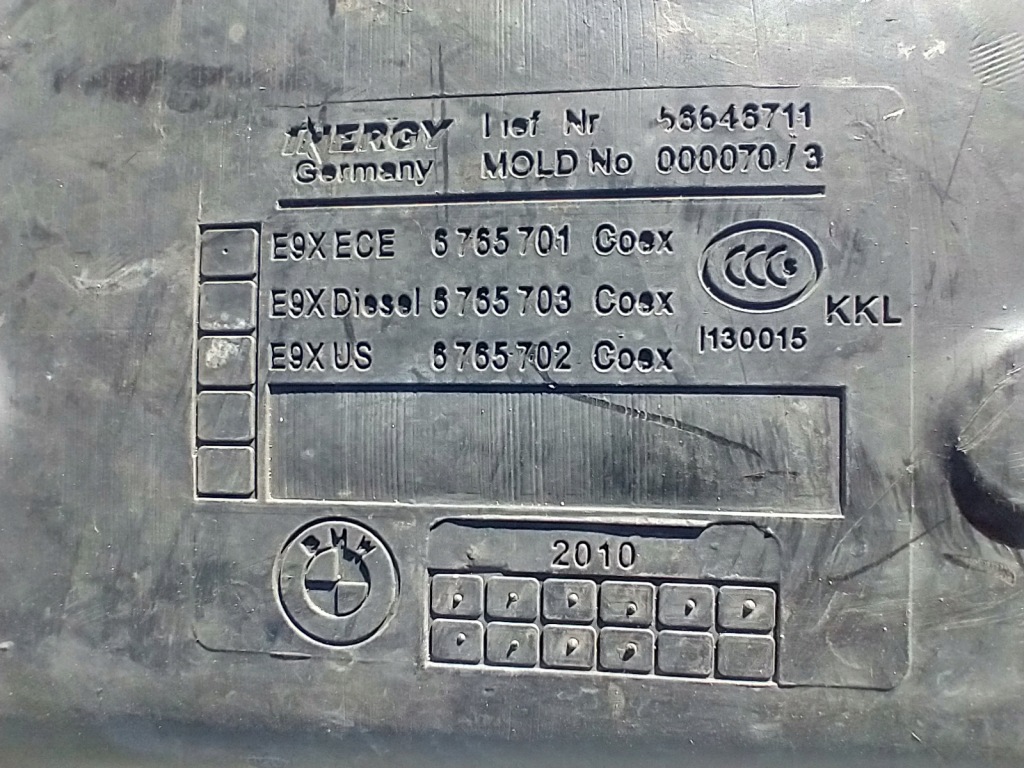 INERGY
Germany
Lief Nr 56646711
MOLD No 000070/3
E9X ECE 6765701 Coex
E9X Diesel 6765703 Coex
E9X US 6765702 Coex
CCC S
I130015
KKL
BMW
2010